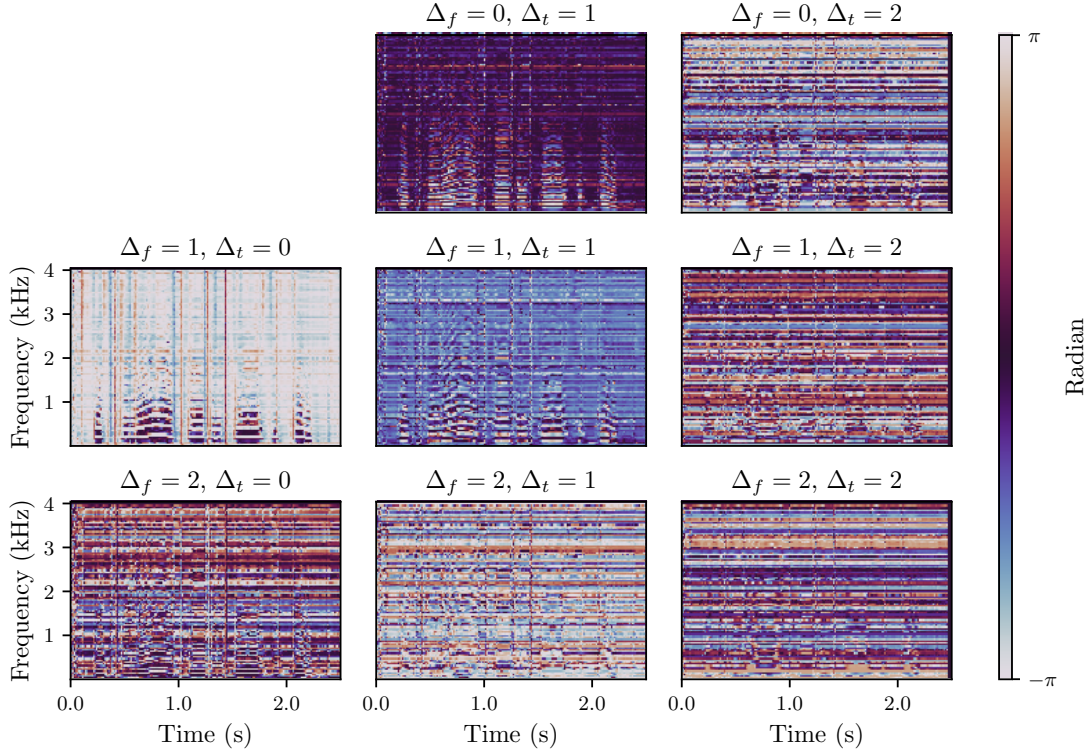 Δf = 0, Δt = 1
Δf = 0, Δt = 2
π
Δf = 1, Δt = 0
Δf = 1, Δt = 1
Δf = 1, Δt = 2
4
3
2
1
Frequency (kHz)
Radian
Δf = 2, Δt = 0
Δf = 2, Δt = 1
Δf = 2, Δt = 2
4
3
2
1
Frequency (kHz)
−π
0.0 1.0 2.0
0.0 1.0 2.0
0.0 1.0 2.0
Time (s)
Time (s)
Time (s)